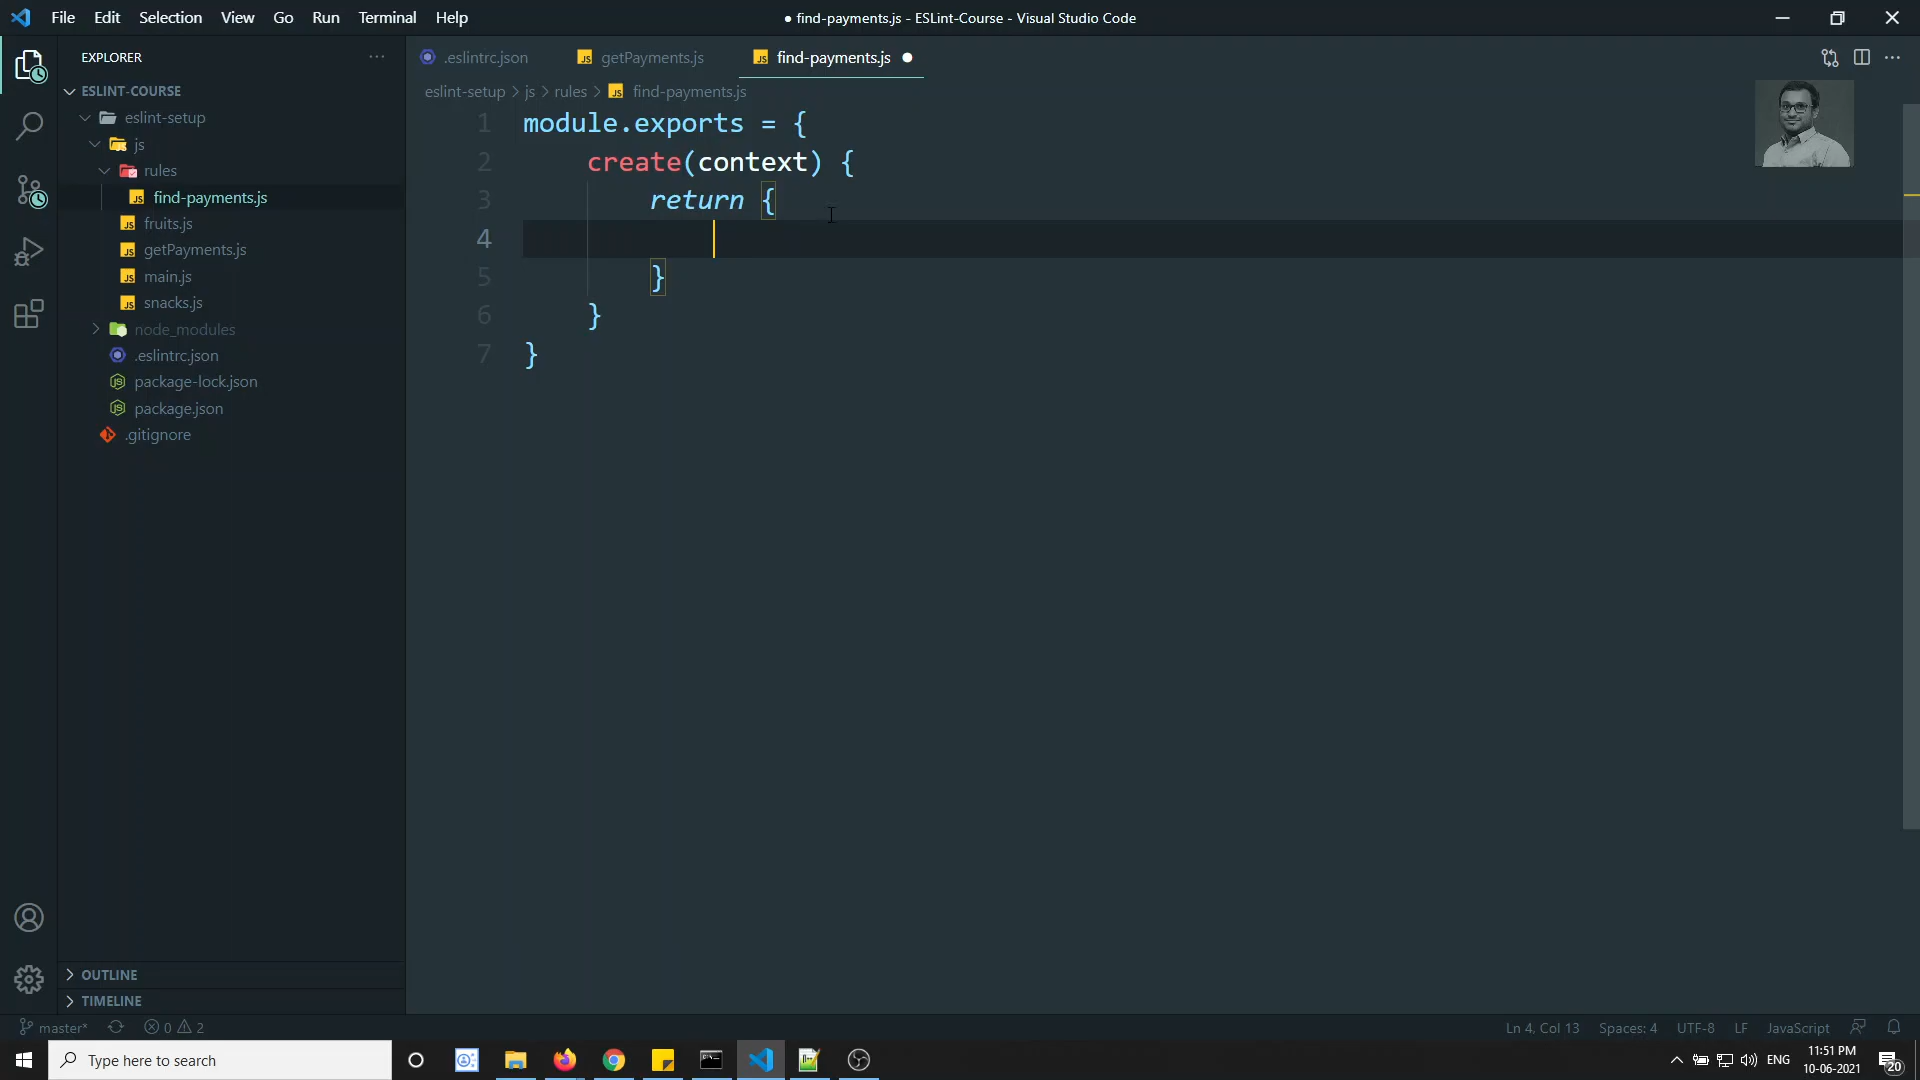 File Edit Selection View Go Run Terminal Help
● find-payments.js - ESLint-Course - Visual Studio Code
EXPLORER
ESLINT-COURSE
eslint-setup
js
rules
find-payments.js
fruits.js
getPayments.js
main.js
snacks.js
node_modules
.eslintrc.json
package-lock.json
package.json
.gitignore
OUTLINE
TIMELINE
.eslintrc.json getPayments.js find-payments.js ●
eslint-setup > js > rules > find-payments.js
1 module.exports = {
2 create(context) {
3 return {
4
5 }
6 }
7 }
master* 0 2 Ln 4, Col 13 Spaces: 4 UTF-8 LF JavaScript
Type here to search
ENG
11:51 PM
10-06-2021
20